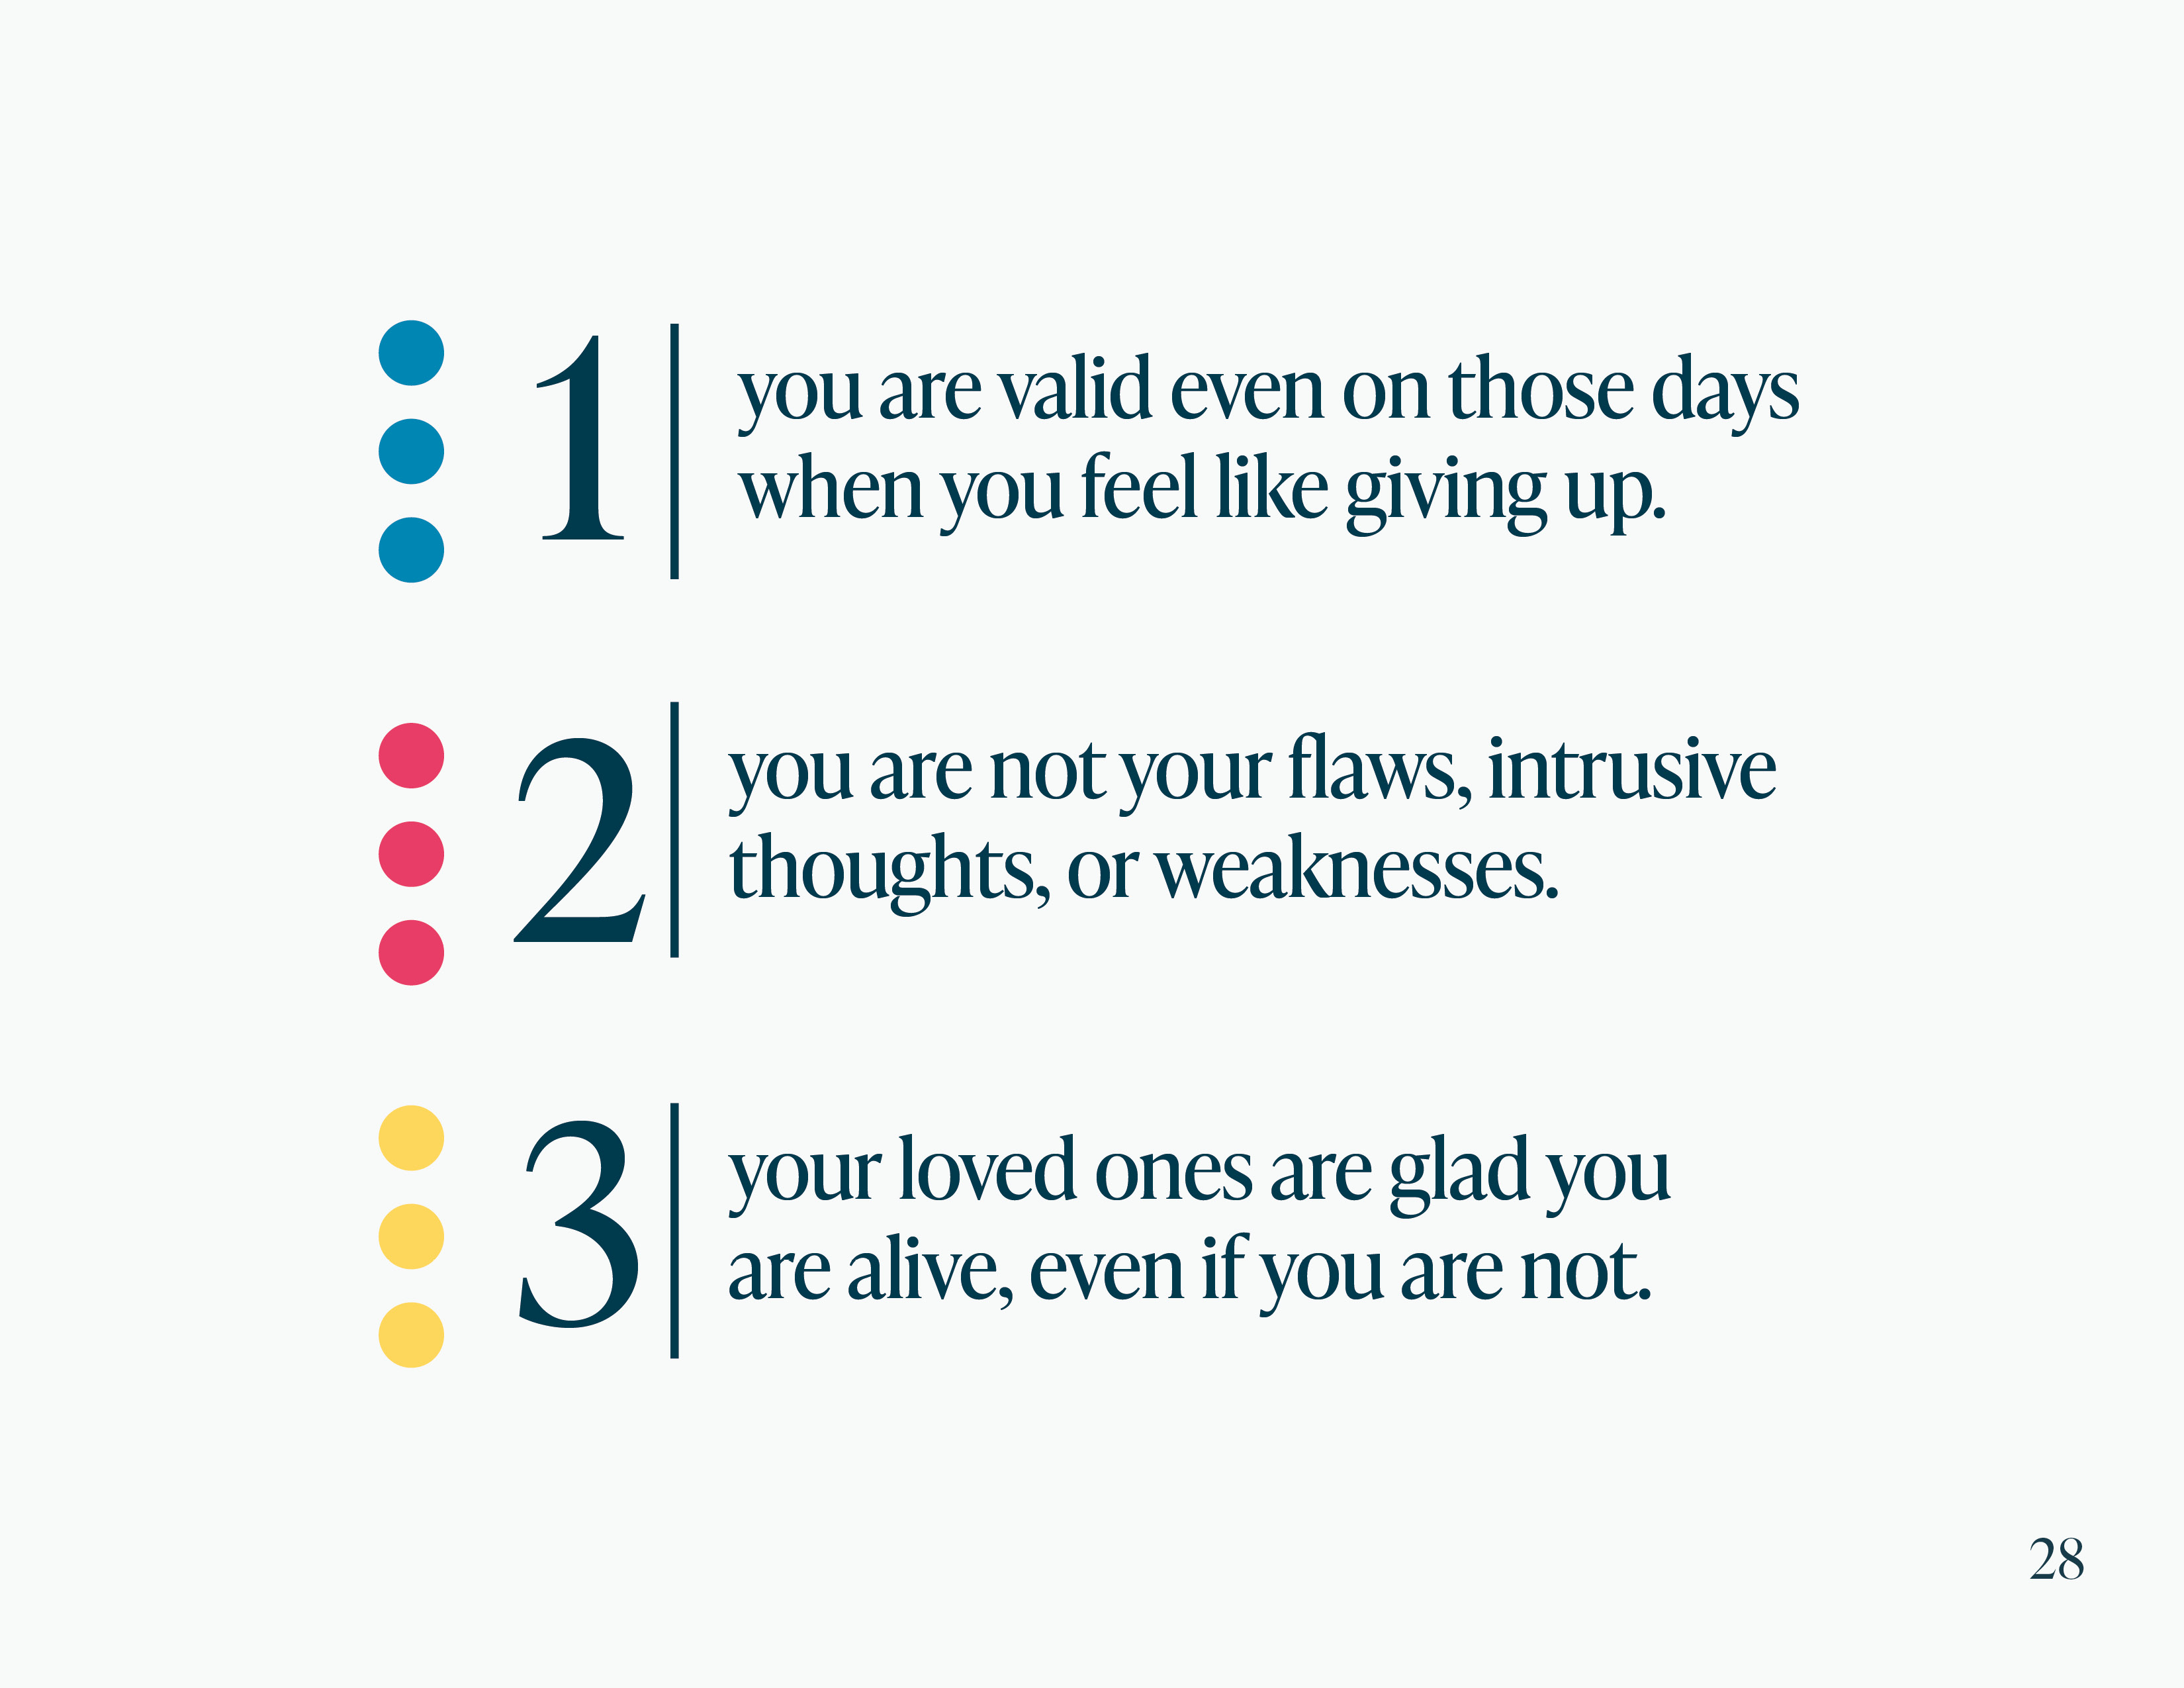 1
you are valid even on those days
when you feel like giving up.
2
you are not your flaws, intrusive
thoughts, or weaknesses.
3
your loved ones are glad you
are alive, even if you are not.
28